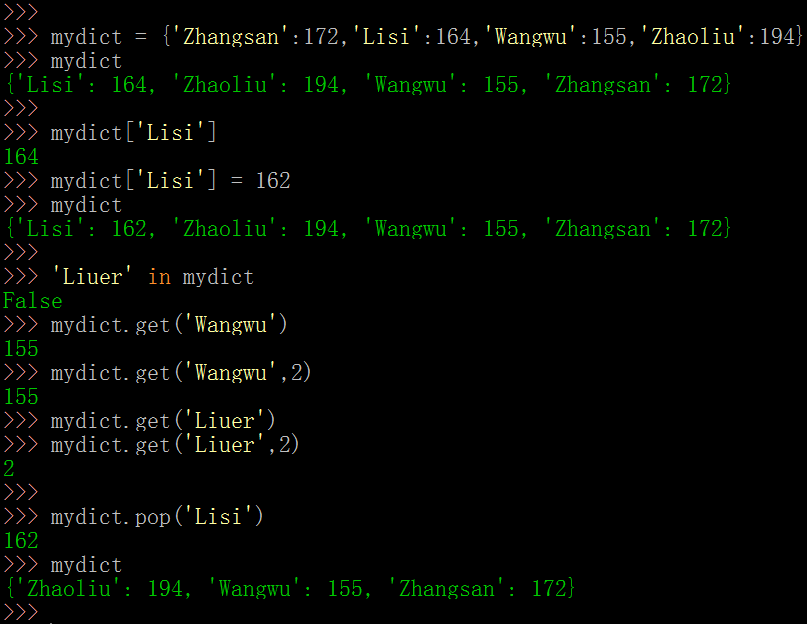 >>>
>>> mydict = {'Zhangsan':172,'Lisi':164,'Wangwu':155,'Zhaoliu':194}
>>> mydict
{'Lisi': 164, 'Zhaoliu': 194, 'Wangwu': 155, 'Zhangsan': 172}
>>>
>>> mydict['Lisi']
164
>>> mydict['Lisi'] = 162
>>> mydict
{'Lisi': 162, 'Zhaoliu': 194, 'Wangwu': 155, 'Zhangsan': 172}
>>>
>>> 'Liuer' in mydict
False
>>> mydict.get('Wangwu')
155
>>> mydict.get('Wangwu',2)
155
>>> mydict.get('Liuer')
>>> mydict.get('Liuer',2)
2
>>>
>>> mydict.pop('Lisi')
162
>>> mydict
{'Zhaoliu': 194, 'Wangwu': 155, 'Zhangsan': 172}
>>>